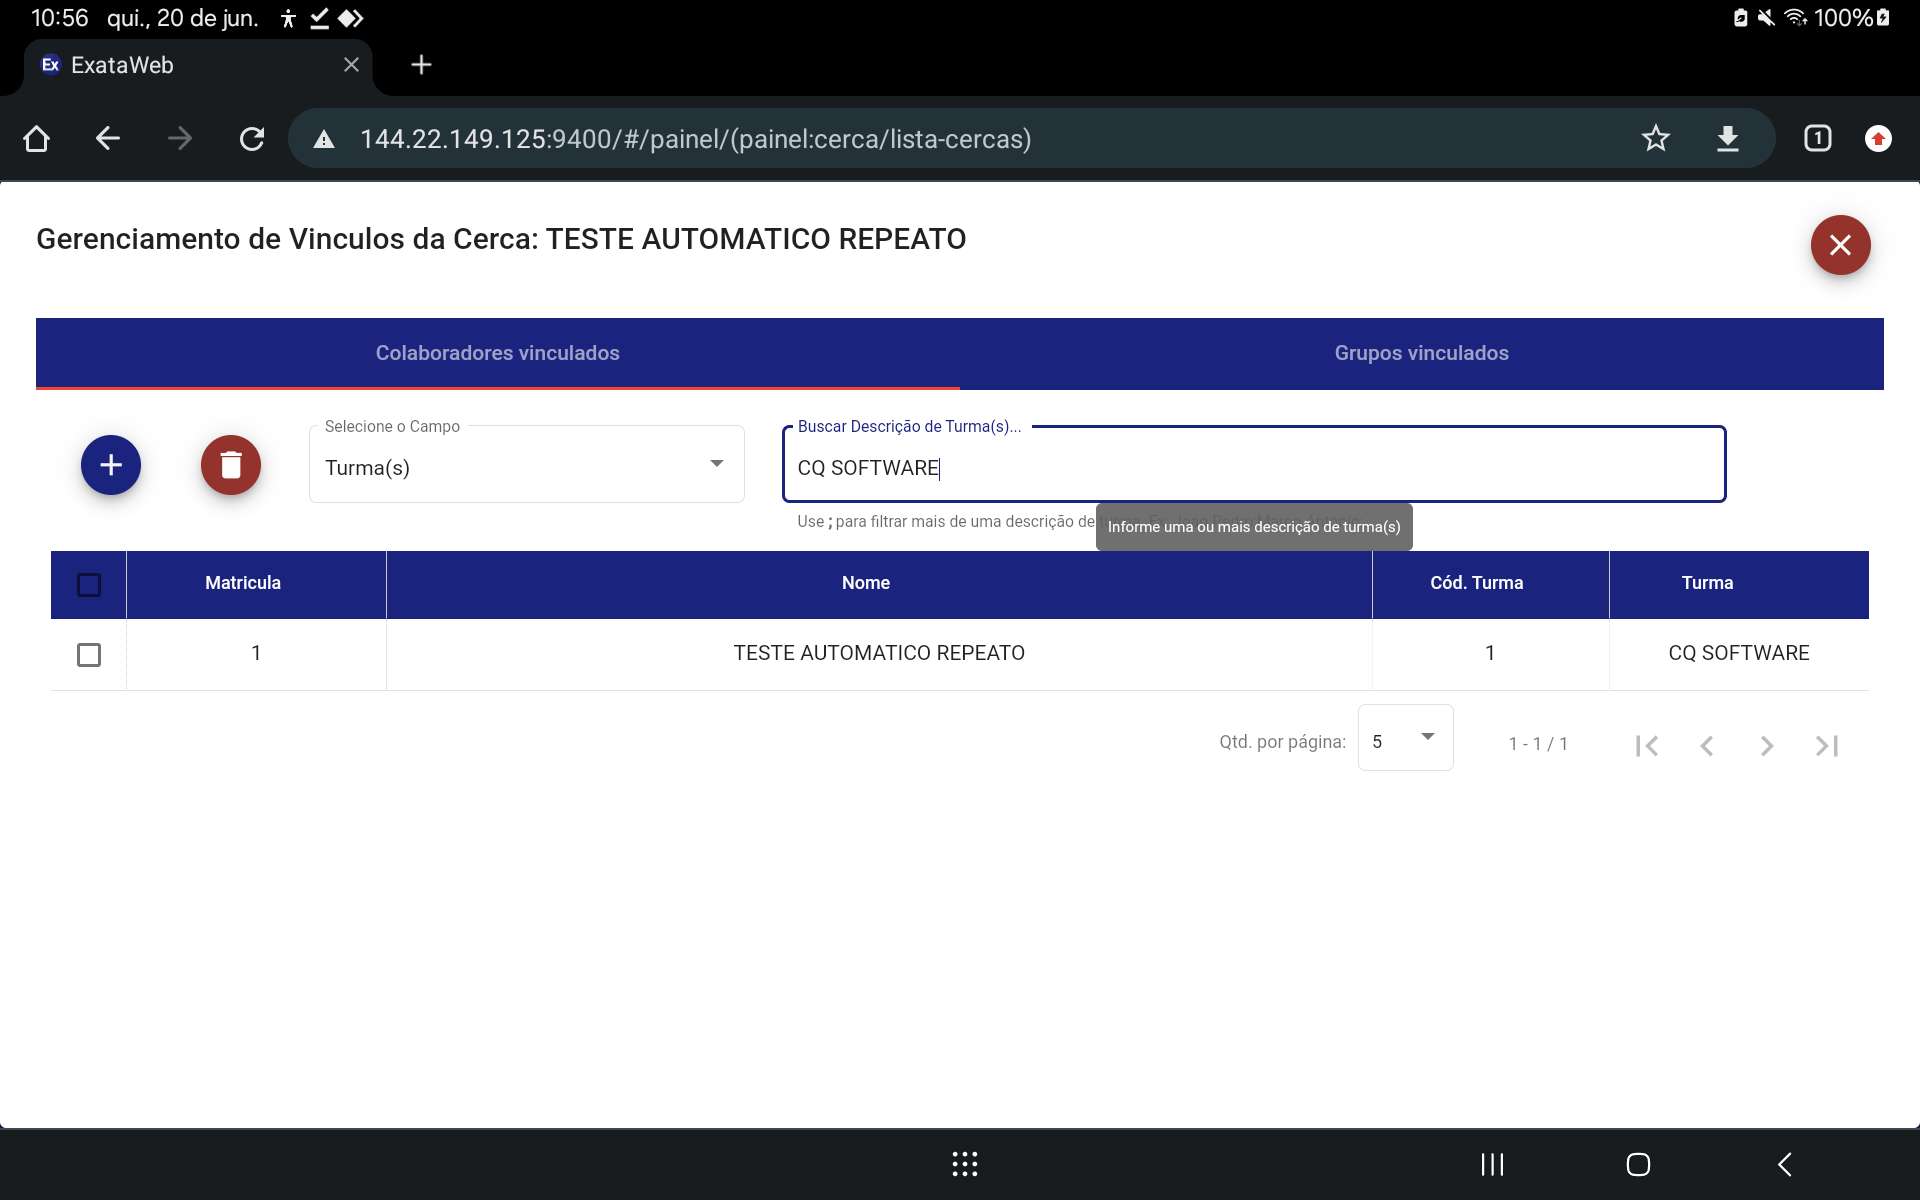 10:56 qui., 20 de jun. 100%
Ex ExataWeb
144.22.149.125:9400/#/painel/(painel:cerca/lista-cercas) 1
Gerenciamento de Vinculos da Cerca: TESTE AUTOMATICO REPEATO
Colaboradores vinculados Grupos vinculados
Selecione o Campo Buscar Descrição de Turma(s)...
Turma(s) CQ SOFTWARE
Use ; para filtrar mais de uma descrição de
Informe uma ou mais descrição de turma(s)
Matricula Nome Cód. Turma Turma
1 TESTE AUTOMATICO REPEATO 1 CQ SOFTWARE
Qtd. por página: 5 1 - 1 / 1